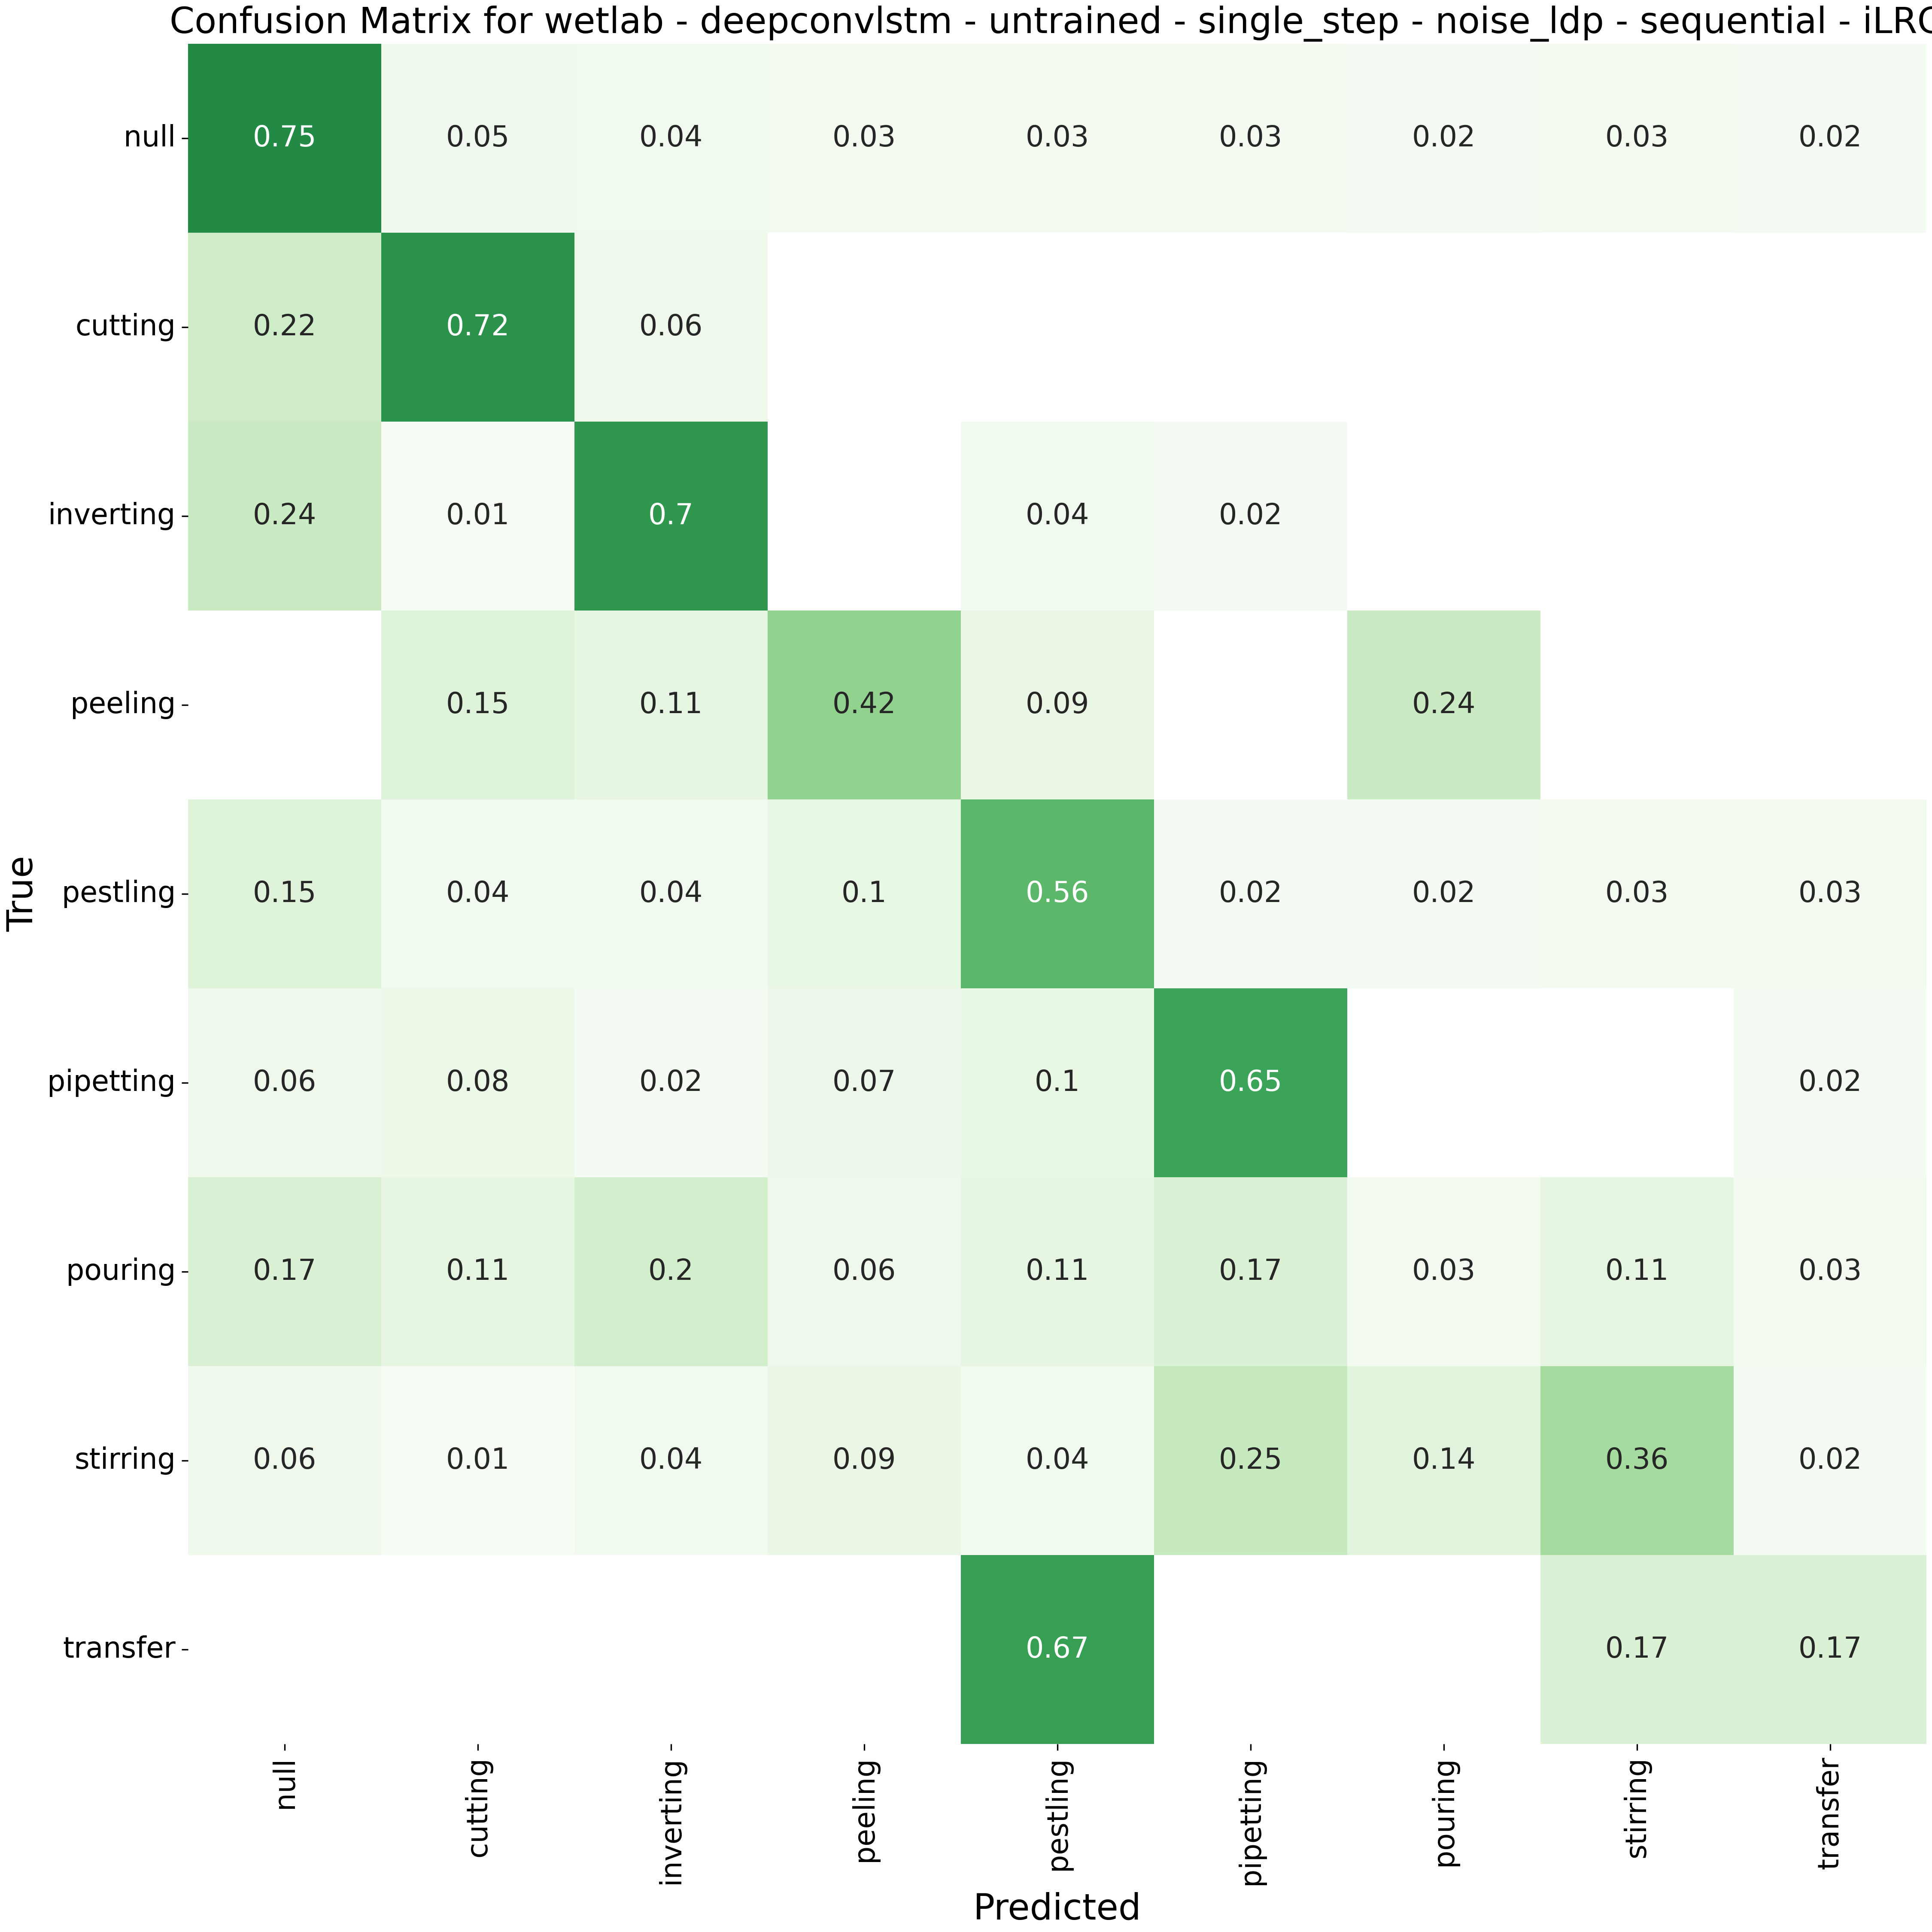 Confusion Matrix for wetlab - deepconvlstm - untrained - single_step - noise_ldp - sequential - iLRG
null 0.75 0.05 0.04 0.03 0.03 0.03 0.02 0.03 0.02
cutting 0.22 0.72 0.06
inverting 0.24 0.01 0.7 0.04 0.02
peeling 0.15 0.11 0.42 0.09 0.24
pestling 0.15 0.04 0.04 0.1 0.56 0.02 0.02 0.03 0.03
pipetting 0.06 0.08 0.02 0.07 0.1 0.65 0.02
pouring 0.17 0.11 0.2 0.06 0.11 0.17 0.03 0.11 0.03
stirring 0.06 0.01 0.04 0.09 0.04 0.25 0.14 0.36 0.02
transfer 0.67 0.17 0.17
True
null cutting inverting peeling pestling pipetting pouring stirring transfer
Predicted